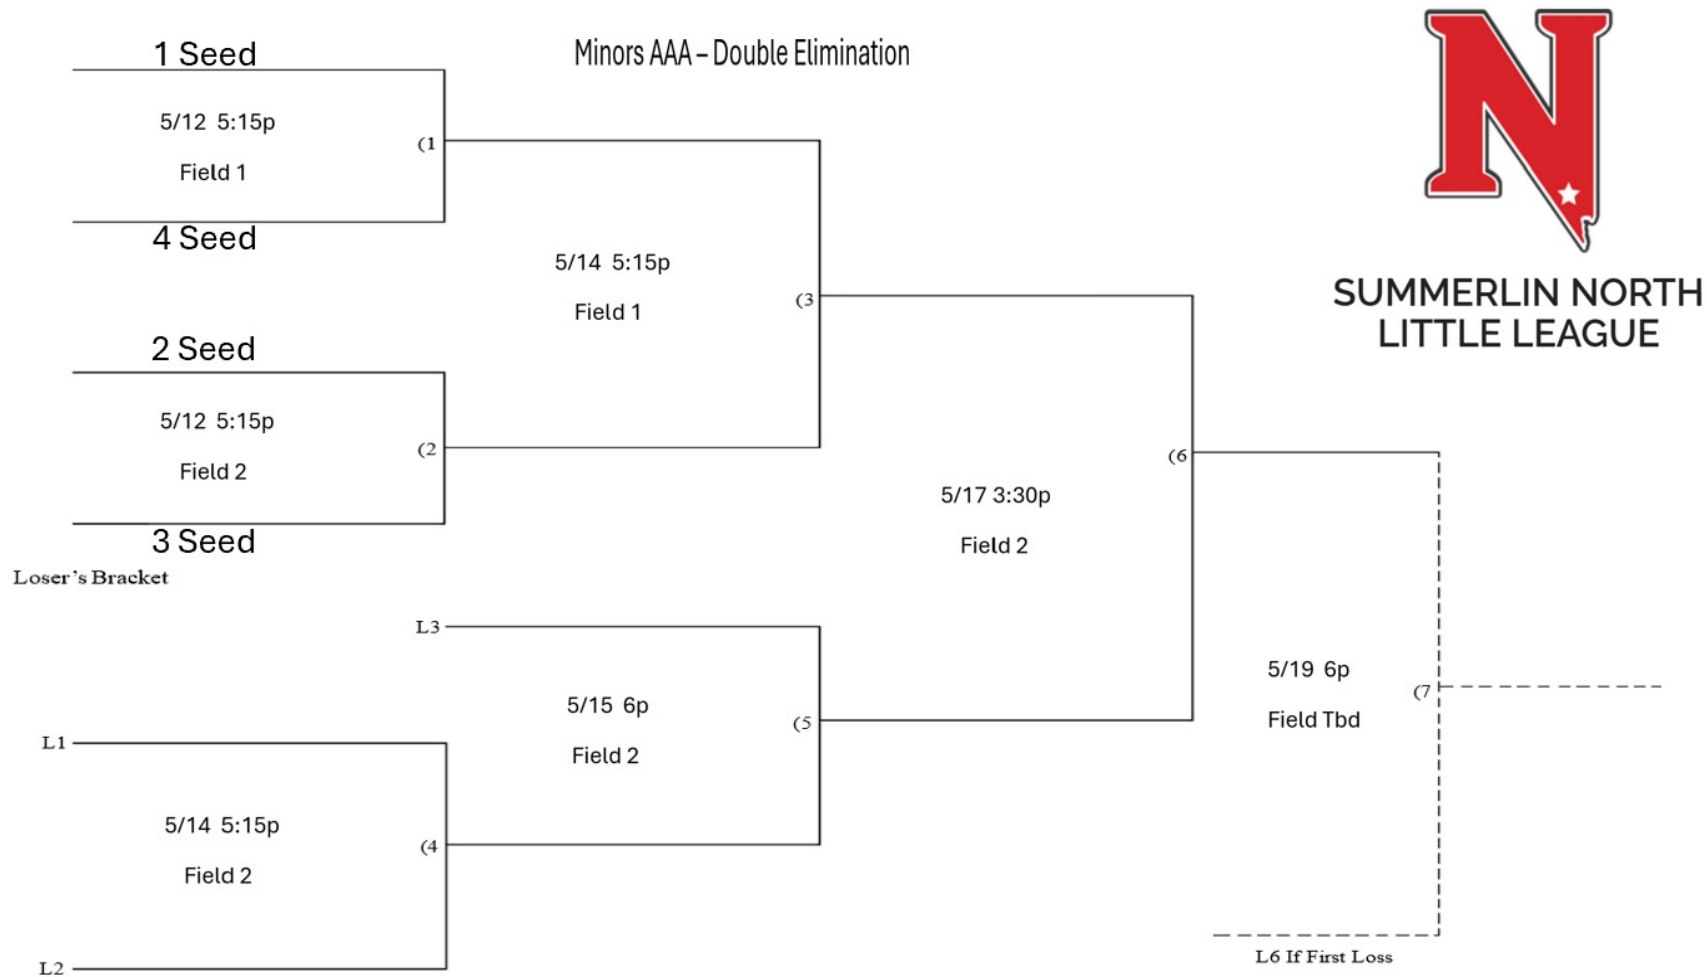 Minors AAA – Double Elimination
1 Seed
5/12 5:15p
Field 1
(1
4 Seed
5/14 5:15p
Field 1
(3
2 Seed
5/12 5:15p
Field 2
(2
3 Seed
SUMMERLIN NORTH
LITTLE LEAGUE
(6
5/17 3:30p
Field 2
Loser's Bracket
L3
5/15 6p
Field 2
(5
L1
5/14 5:15p
Field 2
(4
L2
5/19 6p
Field Tbd
(7
L6 If First Loss